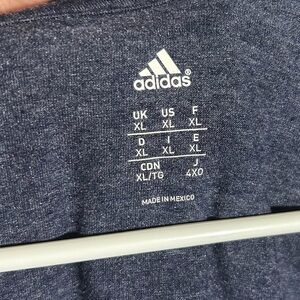 adidas®
UK US F
XL XL XL
D I E
XL XL XL
CDN J
XL/TG 4XO
MADE IN MEXICO